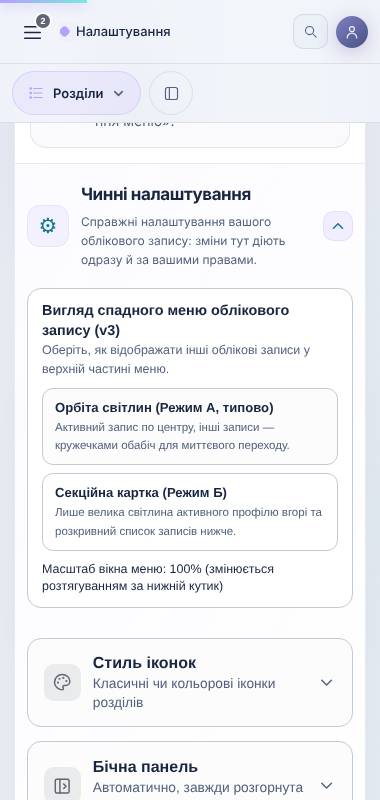 2
Налаштування
Розділи
ння меню».
Чинні налаштування
Справжні налаштування вашого
облікового запису: зміни тут діють
одразу й за вашими правами.
Вигляд спадного меню облікового
запису (v3)
Оберіть, як відображати інші облікові записи у
верхній частині меню.
Орбіта світлин (Режим А, типово)
Активний запис по центру, інші записи —
кружечками обабіч для миттєвого переходу.
Секційна картка (Режим Б)
Лише велика світлина активного профілю вгорі та
розкривний список записів нижче.
Масштаб вікна меню: 100% (змінюється
розтягуванням за нижній кутик)
Стиль іконок
Класичні чи кольорові іконки
розділів
Бічна панель
Автоматично, завжди розгорнута